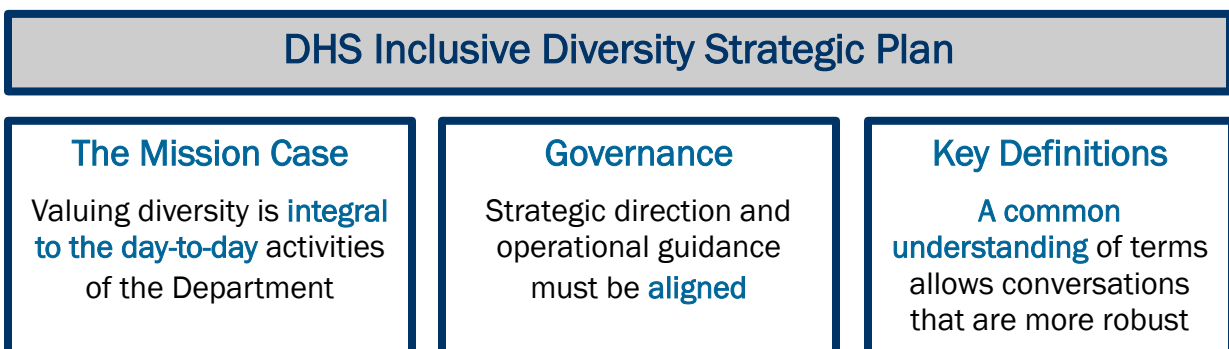 DHS Inclusive Diversity Strategic Plan
The Mission Case
Valuing diversity is integral
to the day-to-day activities
of the Department
Governance
Strategic direction and
operational guidance
must be aligned
Key Definitions
A common
understanding of terms
allows conversations
that are more robust